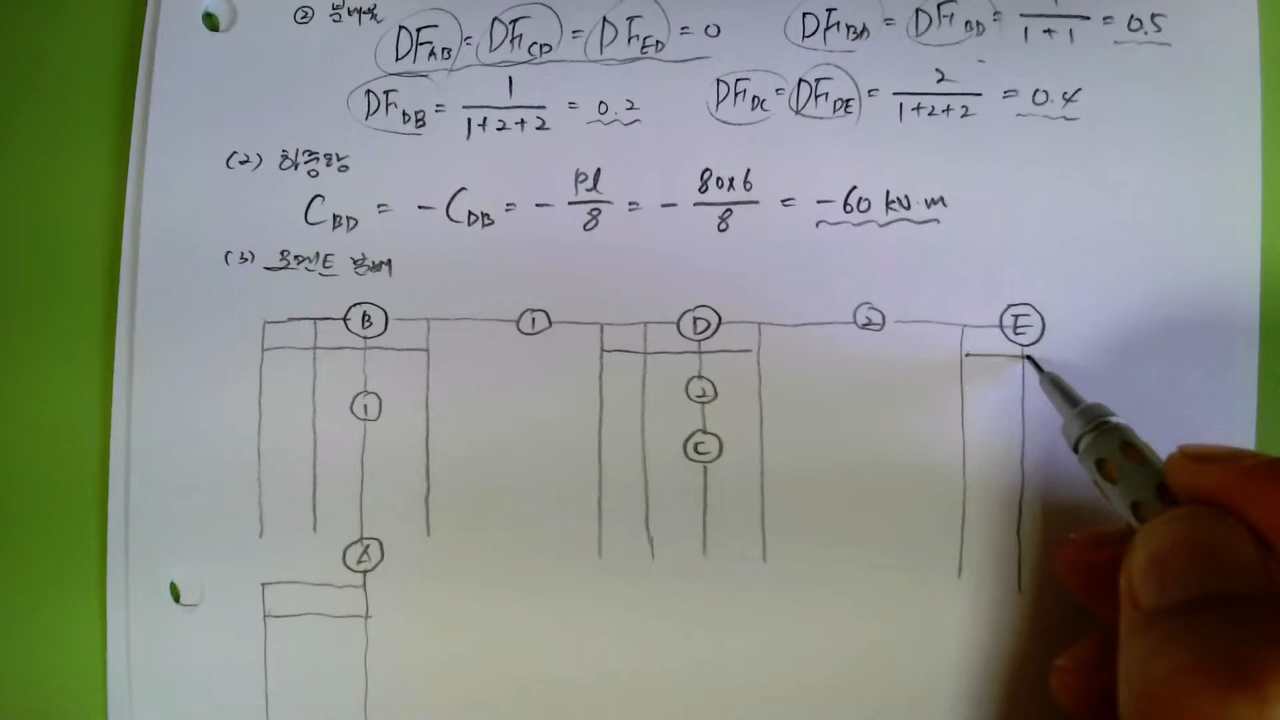 ② 분배율
DF_AB = DF_CD = DF_ED = 0 DF_BA = DF_BD = 1/(1+1) = 0.5
DF_DB = 1/(1+2+2) = 0.2 DF_DC = DF_DE = 2/(1+2+2) = 0.4
(2) 하중항
C_BD = - C_DB = - Pl/8 = - 80×6/8 = -60 kN·m
(3) 모멘트 분배
B 1 D 2 E
1 2
C
A